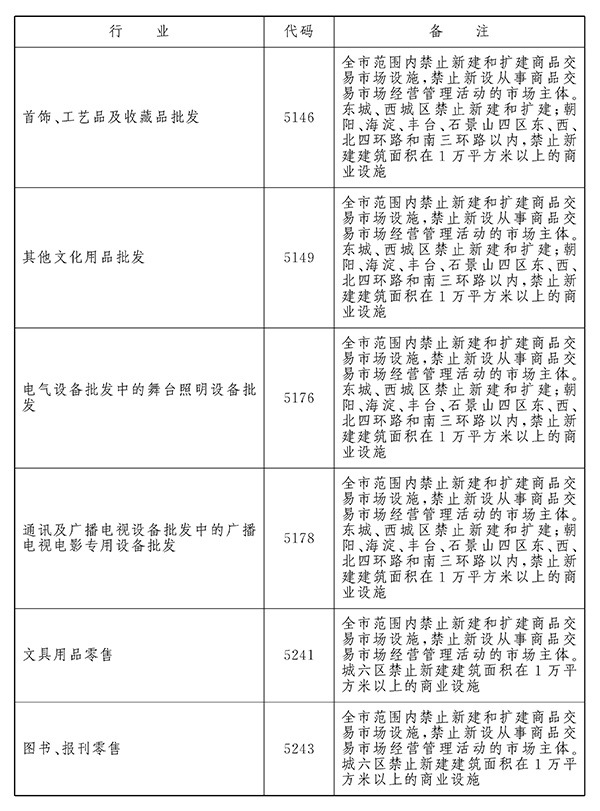 行 业 代码 备 注
首饰、工艺品及收藏品批发 5146
全市范围内禁止新建和扩建商品交
易市场设施,禁止新设从事商品交
易市场经营管理活动的市场主体。
东城、西城区禁止新建和扩建;朝
阳、海淀、丰台、石景山四区东、西、
北四环路和南三环路以内,禁止新
建建筑面积在1万平方米以上的商
业设施
其他文化用品批发 5149
全市范围内禁止新建和扩建商品交
易市场设施,禁止新设从事商品交
易市场经营管理活动的市场主体。
东城、西城区禁止新建和扩建;朝
阳、海淀、丰台、石景山四区东、西、
北四环路和南三环路以内,禁止新
建建筑面积在1万平方米以上的商
业设施
电气设备批发中的舞台照明设备批
发 5176
全市范围内禁止新建和扩建商品交
易市场设施,禁止新设从事商品交
易市场经营管理活动的市场主体。
东城、西城区禁止新建和扩建;朝
阳、海淀、丰台、石景山四区东、西、
北四环路和南三环路以内,禁止新
建建筑面积在1万平方米以上的商
业设施
通讯及广播电视设备批发中的广播
电视电影专用设备批发 5178
全市范围内禁止新建和扩建商品交
易市场设施,禁止新设从事商品交
易市场经营管理活动的市场主体。
东城、西城区禁止新建和扩建;朝
阳、海淀、丰台、石景山四区东、西、
北四环路和南三环路以内,禁止新
建建筑面积在1万平方米以上的商
业设施
文具用品零售 5241
全市范围内禁止新建和扩建商品交
易市场设施,禁止新设从事商品交
易市场经营管理活动的市场主体。
城六区禁止新建建筑面积在1万平
方米以上的商业设施
图书、报刊零售 5243
全市范围内禁止新建和扩建商品交
易市场设施,禁止新设从事商品交
易市场经营管理活动的市场主体。
城六区禁止新建建筑面积在1万平
方米以上的商业设施